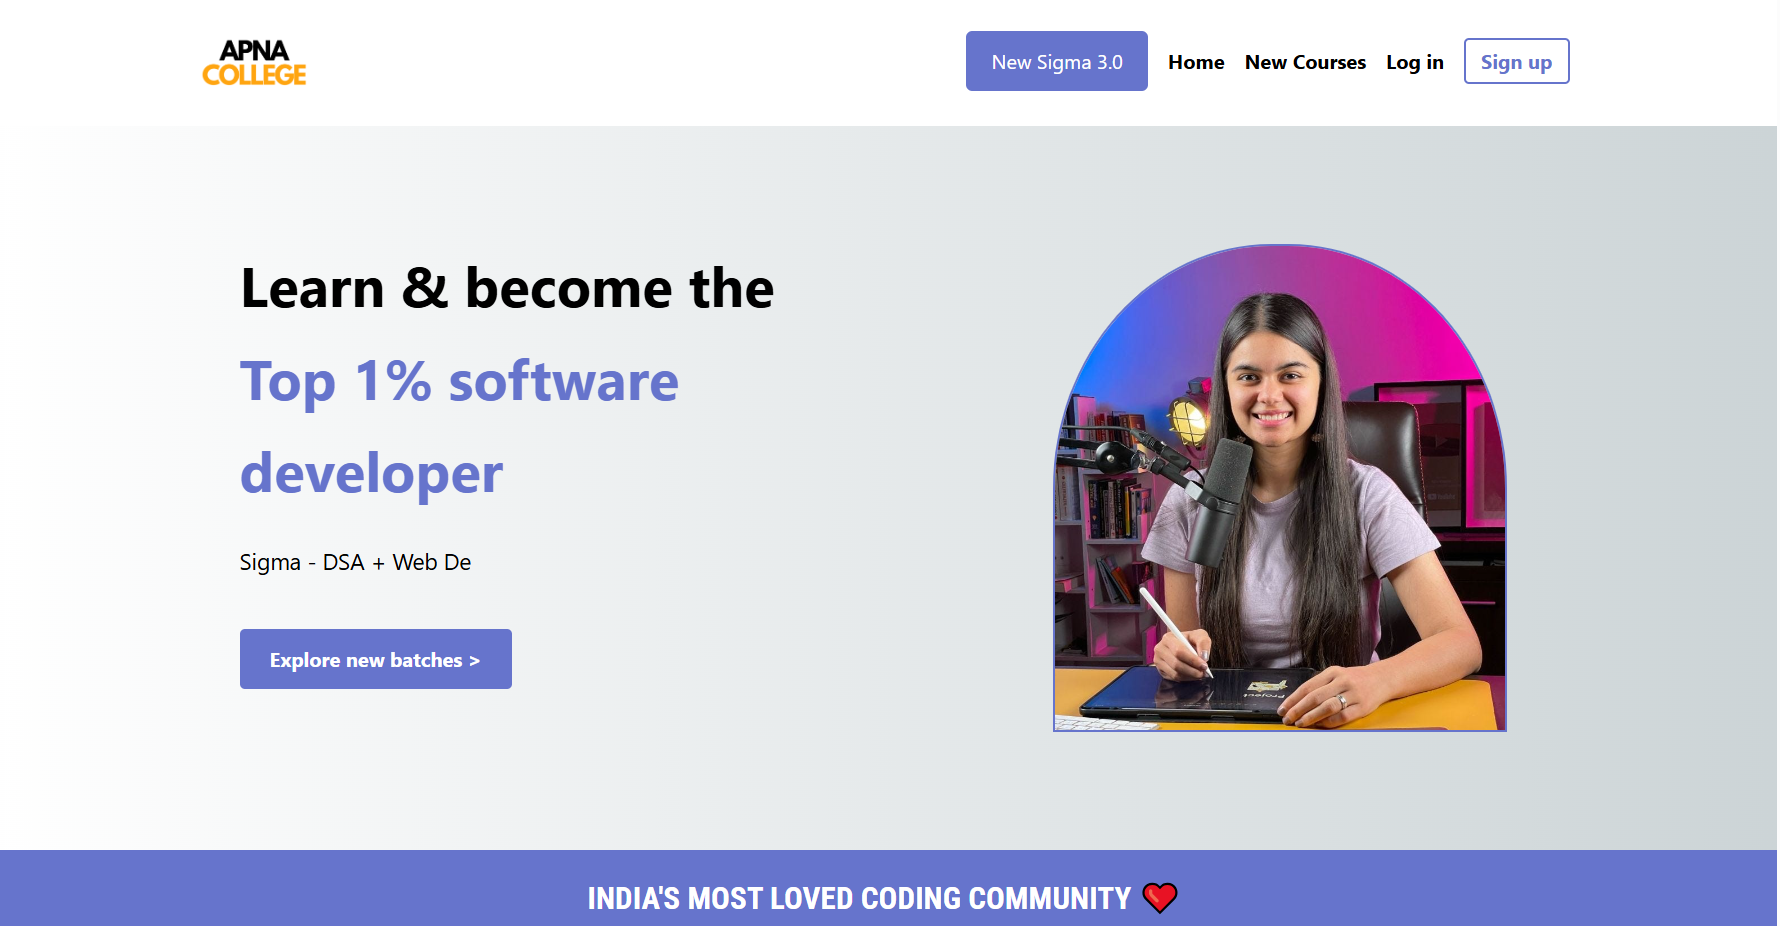 APNA
COLLEGE
New Sigma 3.0
Home
New Courses
Log in
Sign up
Learn & become the
Top 1% software
developer
Sigma - DSA + Web De
Explore new batches >
Project
INDIA'S MOST LOVED CODING COMMUNITY